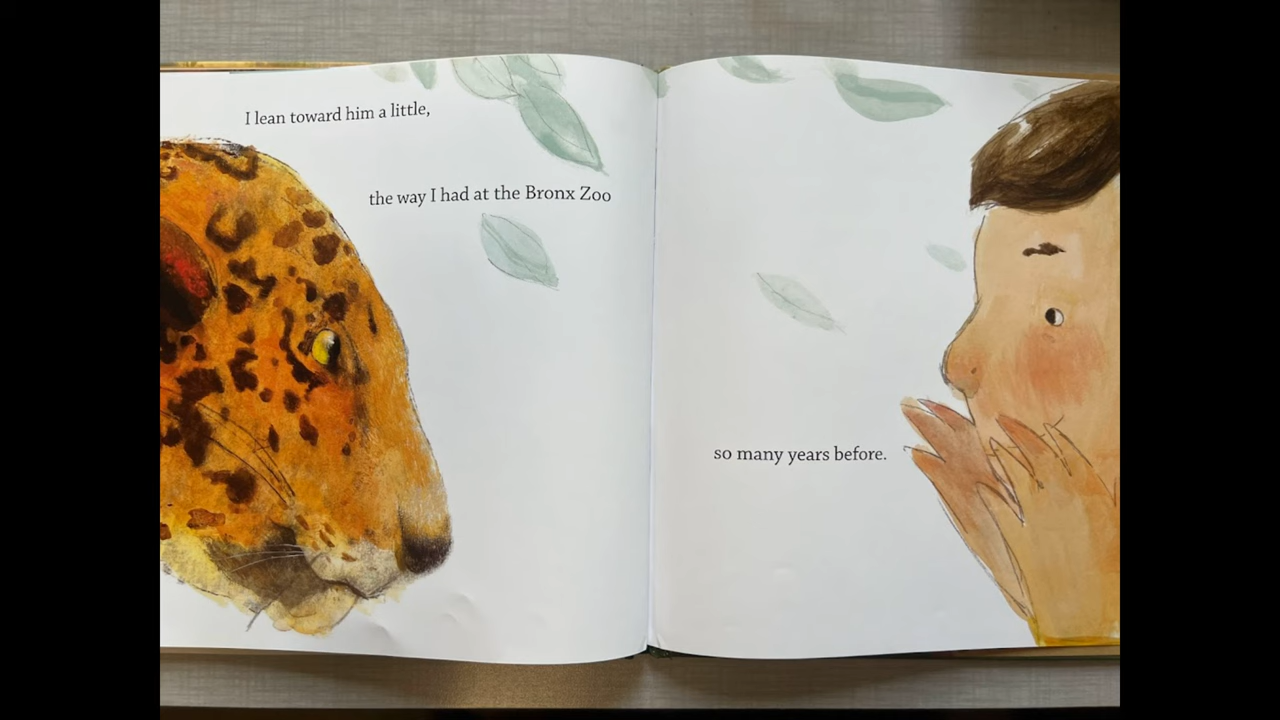 I lean toward him a little,
the way I had at the Bronx Zoo
so many years before.